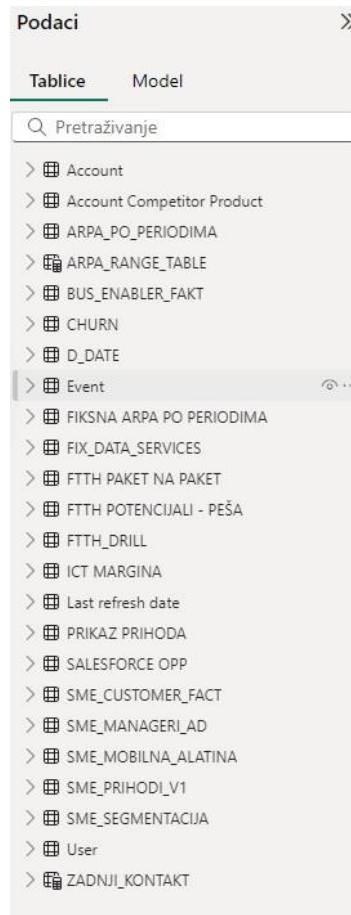 Podaci
Tablice Model
Pretraživanje
Account
Account Competitor Product
ARPA_PO_PERIODIMA
ARPA_RANGE_TABLE
BUS_ENABLER_FAKT
CHURN
D_DATE
Event
FIKSNA ARPA PO PERIODIMA
FIX_DATA_SERVICES
FTTH PAKET NA PAKET
FTTH POTENCIJALI - PEŠA
FTTH_DRILL
ICT MARGINA
Last refresh date
PRIKAZ PRIHODA
SALESFORCE OPP
SME_CUSTOMER_FACT
SME_MANAGERI_AD
SME_MOBILNA_ALATINA
SME_PRIHODI_V1
SME_SEGMENTACIJA
User
ZADNJI_KONTAKT